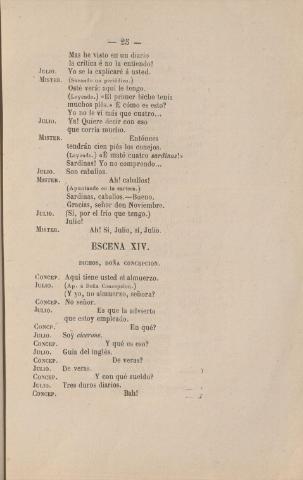 — 25 —
Mas he visto en un diario
la crítica é no la entiendo!
JULIO. Yo se la explicaré á usted.
MISTER. (Sacando un periódico.)
Osté verá: aquí le tengo.
(Leyendo.) «El primer bicho tenia
muchos piés.» É cómo es esto?
Yo no le vi más que cuatro...
JULIO. Ya! Quiere decir con eso
que corria mucho.
MISTER. Entónces
tendrán cien piés los conejos.
(Leyendo.) «É mató cuatro sardinas!»
Sardinas! Yo no comprendo...
JULIO. Son caballos.
MISTER. Ah! caballos!
(Apuntando en la cartera.)
Sardinas, caballos.—Bueno.
Gracias, señor don Noviembre.
JULIO. (Sí, por el frio que tengo.)
Julio!
MISTER. Ah! Sí, Julio, sí, Julio.
ESCENA XIV.
DICHOS, DOÑA CONCEPCION.
CONCEP. Aquí tiene usted el almuerzo.
JULIO. (Ap. á Doña Concepcion.)
(Y yo, no almuerzo, señora?
CONCEP. No señor.
JULIO. Es que la advierto
que estoy empleado.
CONCEP. En qué?
JULIO. Soy cicerone.
CONCEP. Y qué es eso?
JULIO. Guia del inglés.
CONCEP. De veras?
JULIO. De veras.
CONCEP. Y con qué sueldo?
JULIO. Tres duros diarios.
CONCEP. Bah!